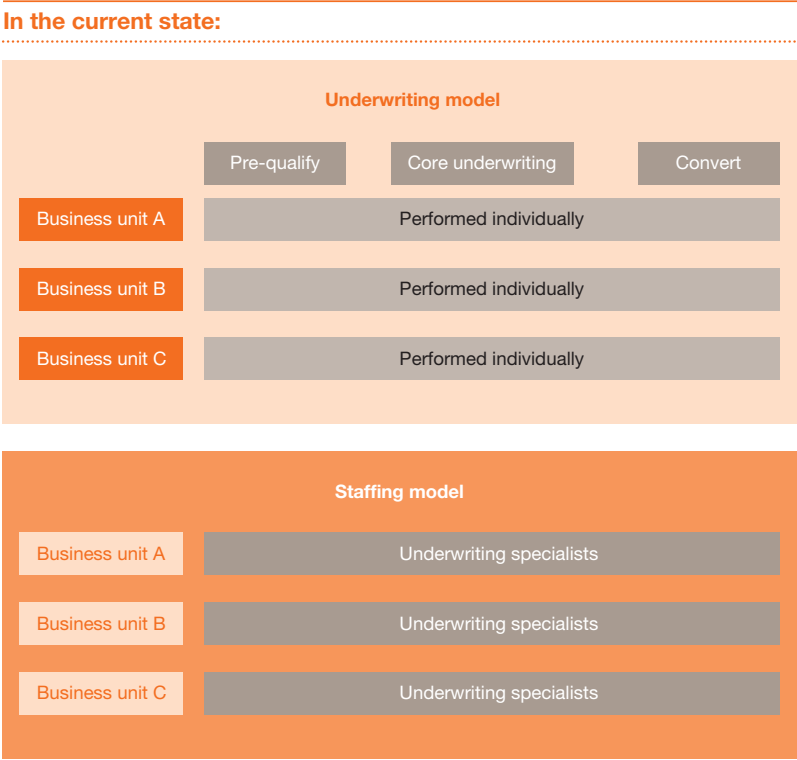 In the current state:
Underwriting model
Pre-qualify
Core underwriting
Convert
Business unit A
Performed individually
Business unit B
Performed individually
Business unit C
Performed individually
Staffing model
Business unit A
Underwriting specialists
Business unit B
Underwriting specialists
Business unit C
Underwriting specialists